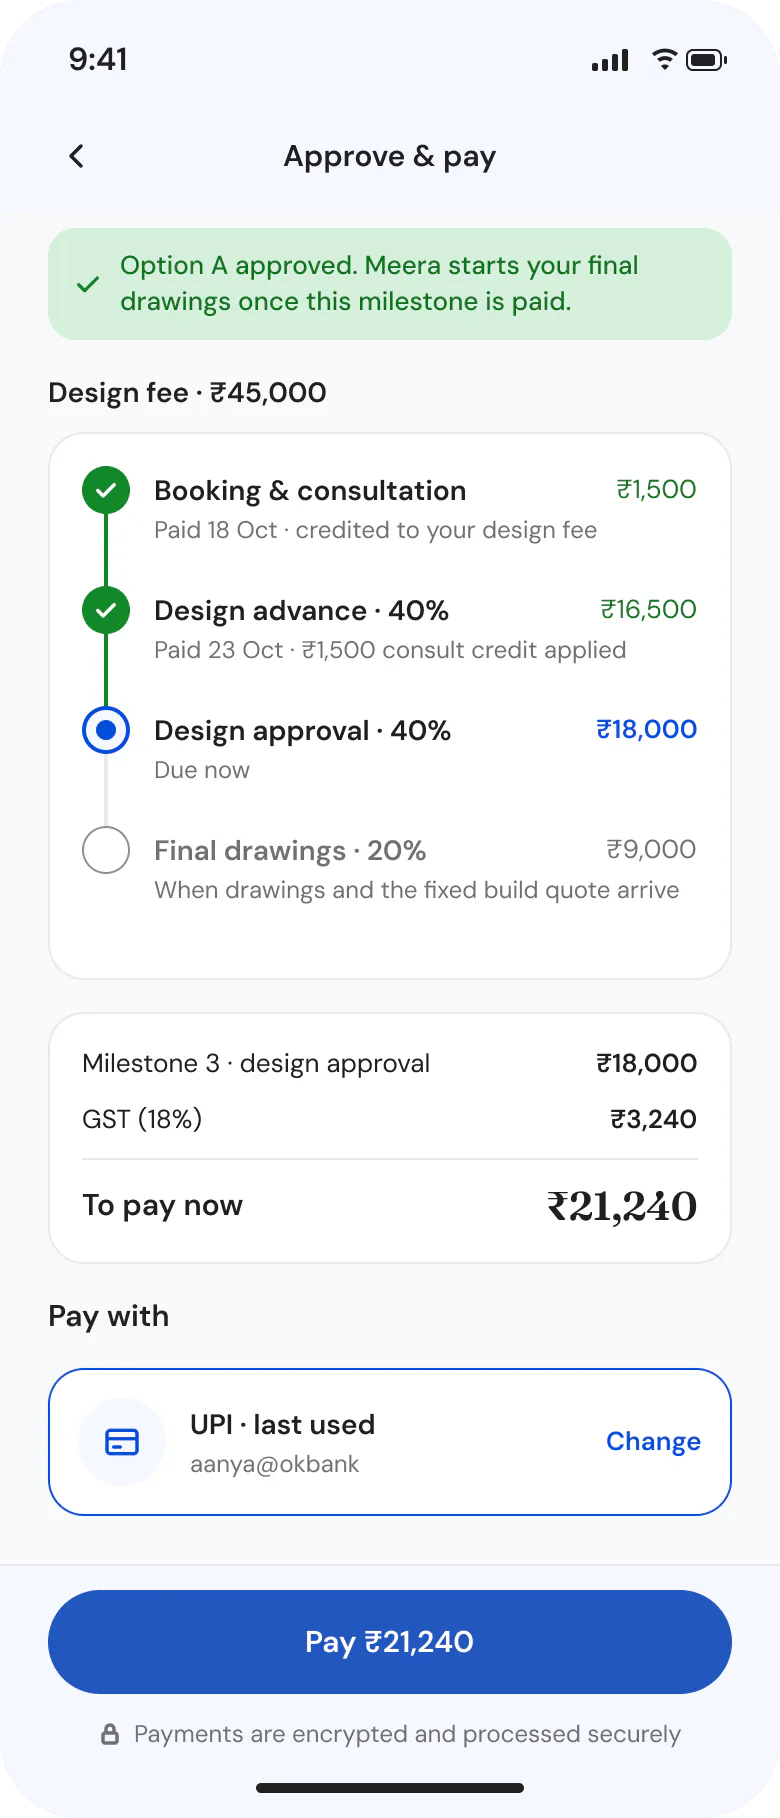 9:41
Approve & pay
Option A approved. Meera starts your final
drawings once this milestone is paid.
Design fee · ₹45,000
Booking & consultation ₹1,500
Paid 18 Oct · credited to your design fee
Design advance · 40% ₹16,500
Paid 23 Oct · ₹1,500 consult credit applied
Design approval · 40% ₹18,000
Due now
Final drawings · 20% ₹9,000
When drawings and the fixed build quote arrive
Milestone 3 · design approval ₹18,000
GST (18%) ₹3,240
To pay now ₹21,240
Pay with
UPI · last used
aanya@okbank
Change
Pay ₹21,240
Payments are encrypted and processed securely